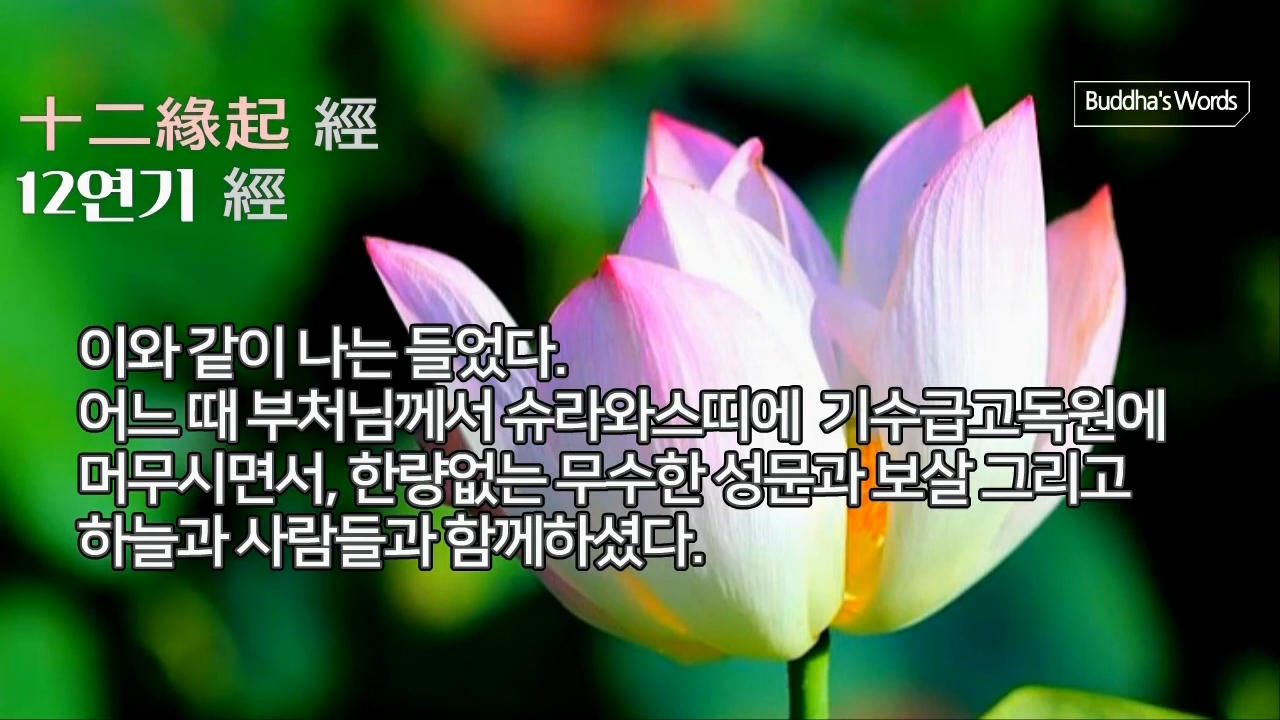 十二緣起 經
12연기 經
Buddha's Words
이와 같이 나는 들었다.
어느 때 부처님께서 슈라와스띠에 기수급고독원에
머무시면서, 한량없는 무수한 성문과 보살 그리고
하늘과 사람들과 함께하셨다.